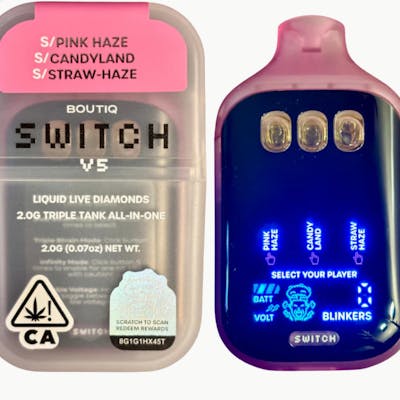 S/PINK HAZE
S/CANDYLAND
S/STRAW-HAZE
BOUTIQ
SWITCH
V5
LIQUID LIVE DIAMONDS
2.0G TRIPLE TANK ALL-IN-ONE
2.0G (0.07oz) NET WT.
CA
SWITCH
SCRATCH TO SCAN
REDEEM REWARDS
8G1G1HX45T
PINK HAZE
CANDY LAND
STRAW HAZE
SELECT YOUR PLAYER
BATT
VOLT
0
BLINKERS
SWITCH